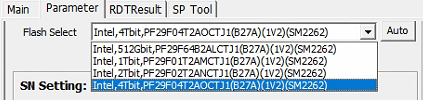 Main Parameter RDTResult SP Tool
Flash Select Intel,4Tbit,PF29F04T2AOCTJ1(B27A)(1V2)(SM2262) Auto
Intel,512Gbit,PF29F64B2ALCTJ1(B27A)(1V2)(SM2262)
Intel,1Tbit,PF29F01T2AMCTJ1(B27A)(1V2)(SM2262)
Intel,2Tbit,PF29F02T2ANCTJ1(B27A)(1V2)(SM2262)
Intel,4Tbit,PF29F04T2AOCTJ1(B27A)(1V2)(SM2262)
SN Setting: